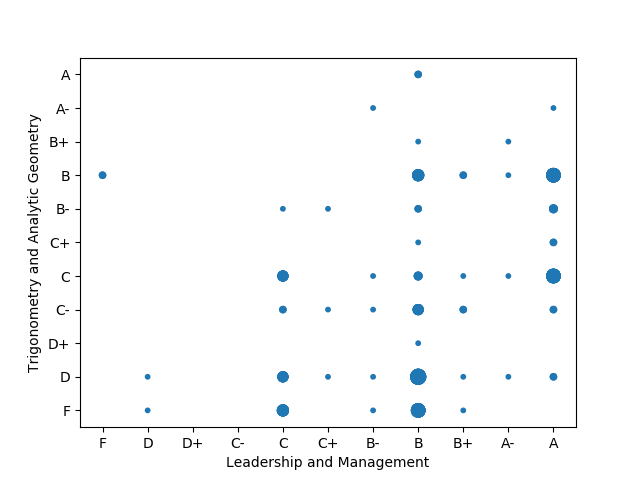 Trigonometry and Analytic Geometry
A
A-
B+
B
B-
C+
C
C-
D+
D
F
F D D+ C- C C+ B- B B+ A- A
Leadership and Management